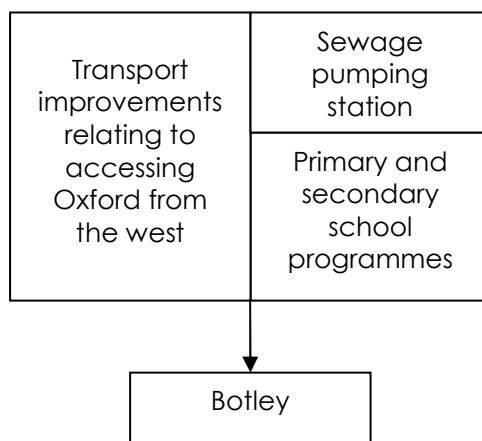 Transport
improvements
relating to
accessing
Oxford from
the west
Sewage
pumping
station
Primary and
secondary
school
programmes
Botley